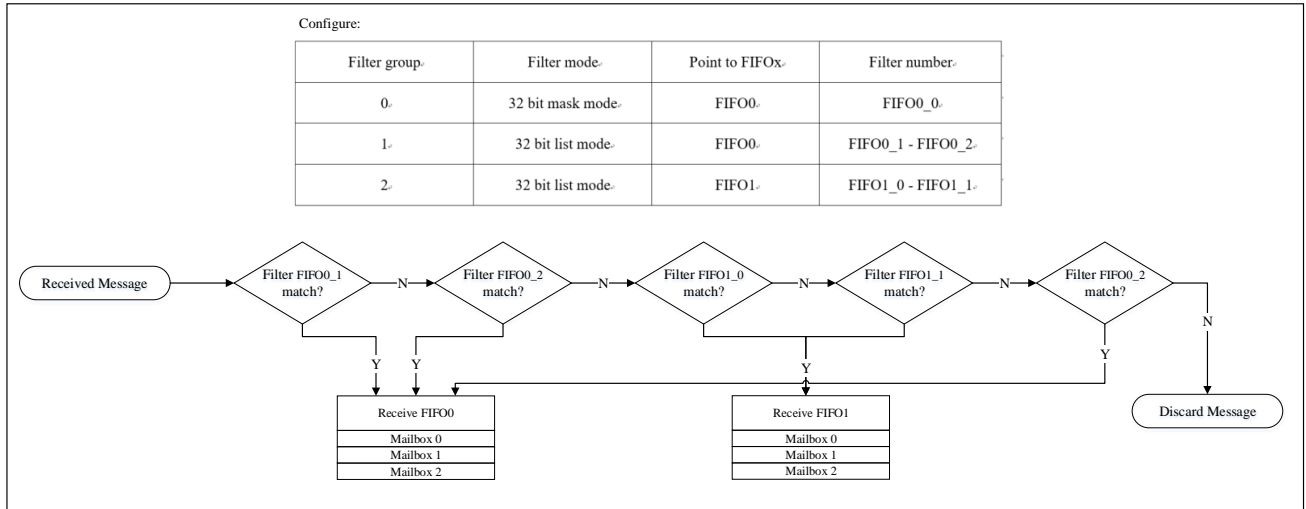 Configure:
Filter group Filter mode Point to FIFOx Filter number
0 32 bit mask mode FIFO0 FIFO0_0
1 32 bit list mode FIFO0 FIFO0_1 - FIFO0_2
2 32 bit list mode FIFO1 FIFO1_0 - FIFO1_1
Received Message
Filter FIFO0_1
match?
N
Filter FIFO0_2
match?
N
Filter FIFO1_0
match?
N
Filter FIFO1_1
match?
N
Filter FIFO0_2
match?
N
Y
Y
Y
Y
Receive FIFO0
Mailbox 0
Mailbox 1
Mailbox 2
Receive FIFO1
Mailbox 0
Mailbox 1
Mailbox 2
Discard Message